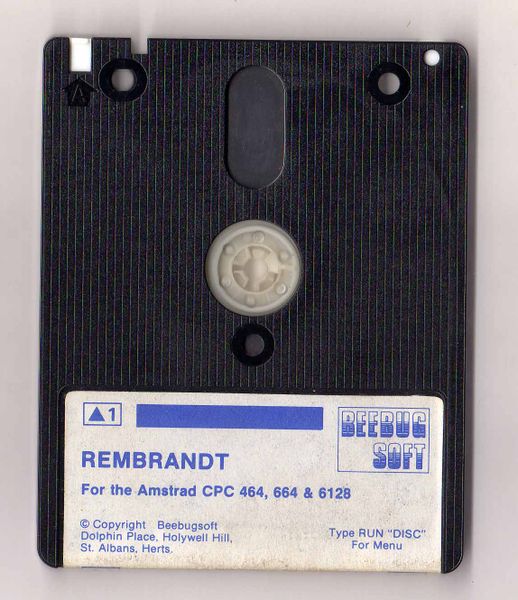 A
▲1
BEEBUG
SOFT
REMBRANDT
For the Amstrad CPC 464, 664 & 6128
© Copyright Beebugsoft
Dolphin Place, Holywell Hill,
St. Albans, Herts.
Type RUN "DISC"
For Menu